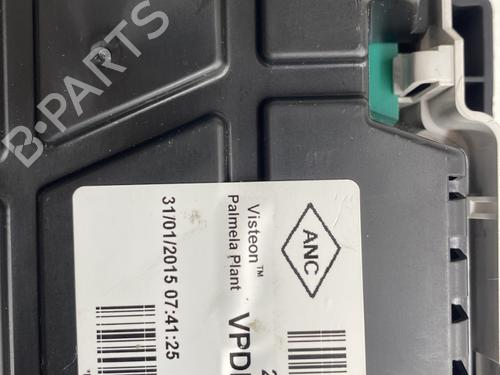 B-PARTS
ANC
Visteon™
Palmela Plant
31/01/2015 07:41:25
VPD